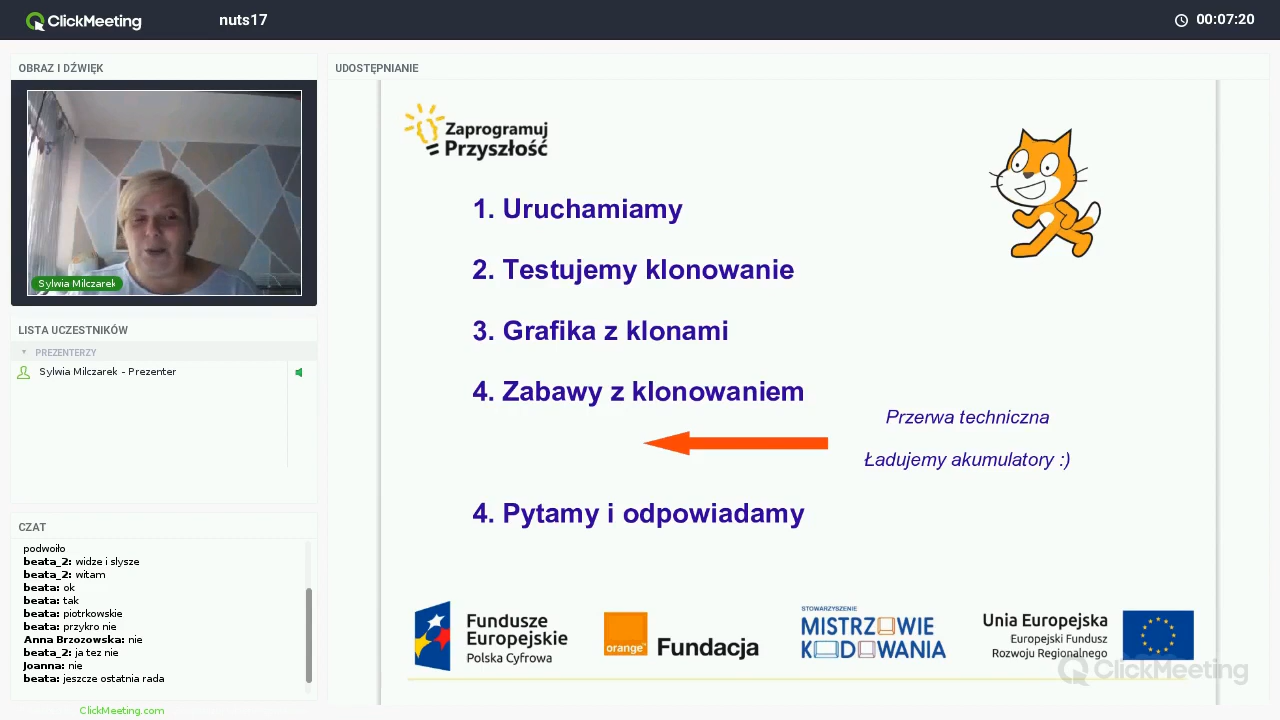 ClickMeeting
nuts17
00:07:20
OBRAZ I DŹWIĘK
Sylwia Milczarek
LISTA UCZESTNIKÓW
PREZENTERZY
Sylwia Milczarek - Prezenter
CZAT
podwoiło
beata_2: widze i slysze
beata_2: witam
beata: ok
beata: tak
beata: piotrkowskie
beata: przykro nie
Anna Brzozowska: nie
beata_2: ja tez nie
Joanna: nie
beata: jeszcze ostatnia rada
ClickMeeting.com
UDOSTĘPNIANIE
Zaprogramuj
Przyszłość
1. Uruchamiamy
2. Testujemy klonowanie
3. Grafika z klonami
4. Zabawy z klonowaniem
Przerwa techniczna
Ładujemy akumulatory :)
4. Pytamy i odpowiadamy
Fundusze
Europejskie
Polska Cyfrowa
orange™
Fundacja
STOWARZYSZENIE
MISTRZOWIE
KODOWANIA
Unia Europejska
Europejski Fundusz
Rozwoju Regionalnego
ClickMeeting